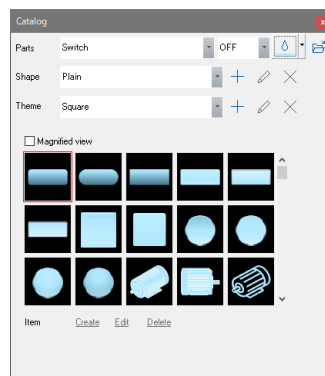 Catalog
Parts Switch OFF
Shape Plain
Theme Square
Magnified view
Item Create Edit Delete